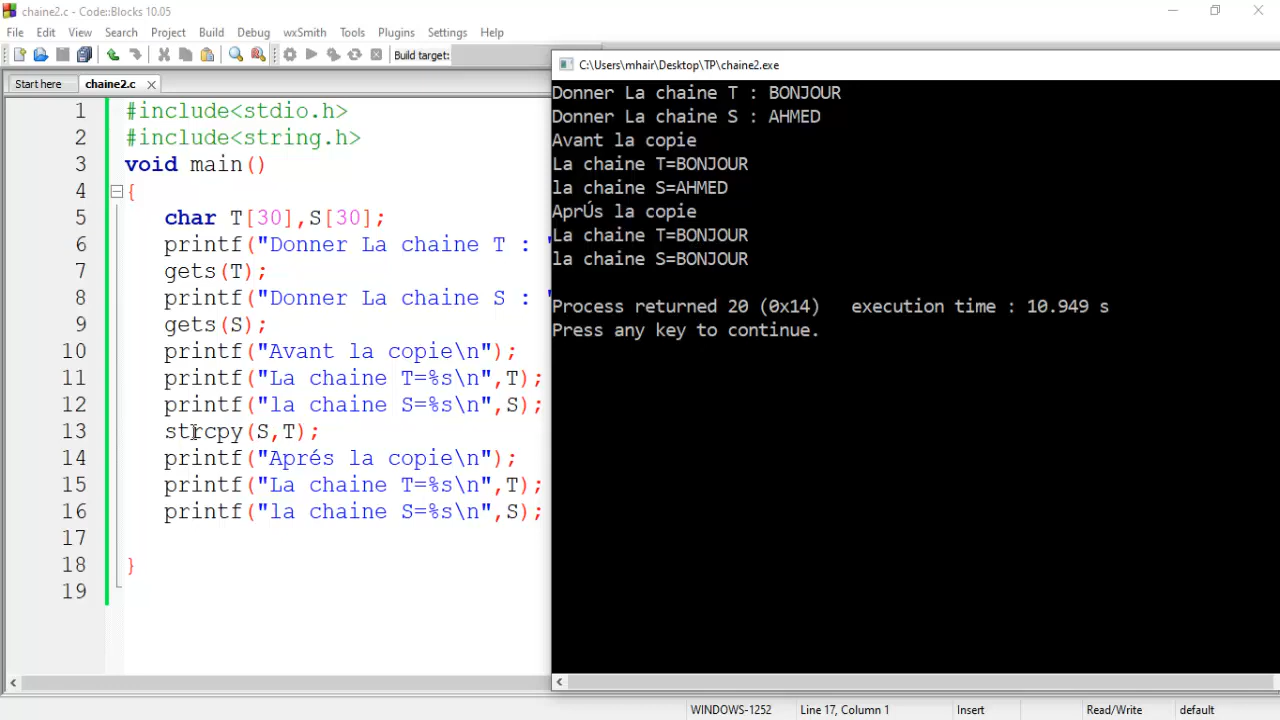 chaine2.c - Code::Blocks 10.05
File Edit View Search Project Build Debug wxSmith Tools Plugins Settings Help
Build target:
Start here chaine2.c
1 #include<stdio.h>
2 #include<string.h>
3 void main()
4 {
5 char T[30],S[30];
6 printf("Donner La chaine T : "
7 gets(T);
8 printf("Donner La chaine S : "
9 gets(S);
10 printf("Avant la copie\n");
11 printf("La chaine T=%s\n",T);
12 printf("la chaine S=%s\n",S);
13 strcpy(S,T);
14 printf("Aprés la copie\n");
15 printf("La chaine T=%s\n",T);
16 printf("la chaine S=%s\n",S);
17
18 }
19
C:\Users\mhair\Desktop\TP\chaine2.exe
Donner La chaine T : BONJOUR
Donner La chaine S : AHMED
Avant la copie
La chaine T=BONJOUR
la chaine S=AHMED
AprÚs la copie
La chaine T=BONJOUR
la chaine S=BONJOUR
Process returned 20 (0x14) execution time : 10.949 s
Press any key to continue.
WINDOWS-1252 Line 17, Column 1 Insert Read/Write default